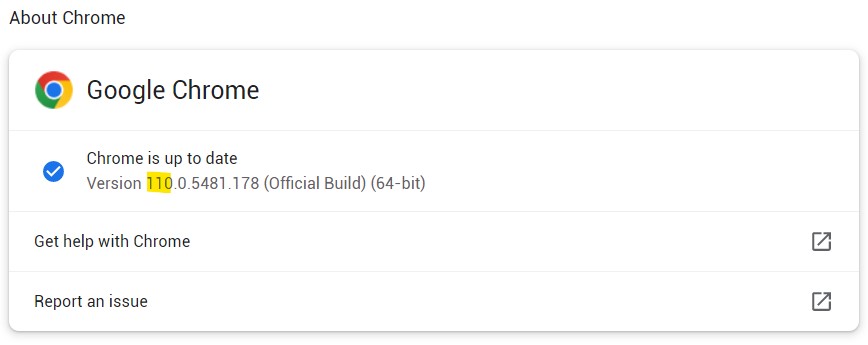 About Chrome
Google Chrome
Chrome is up to date
Version 110.0.5481.178 (Official Build) (64-bit)
Get help with Chrome
Report an issue